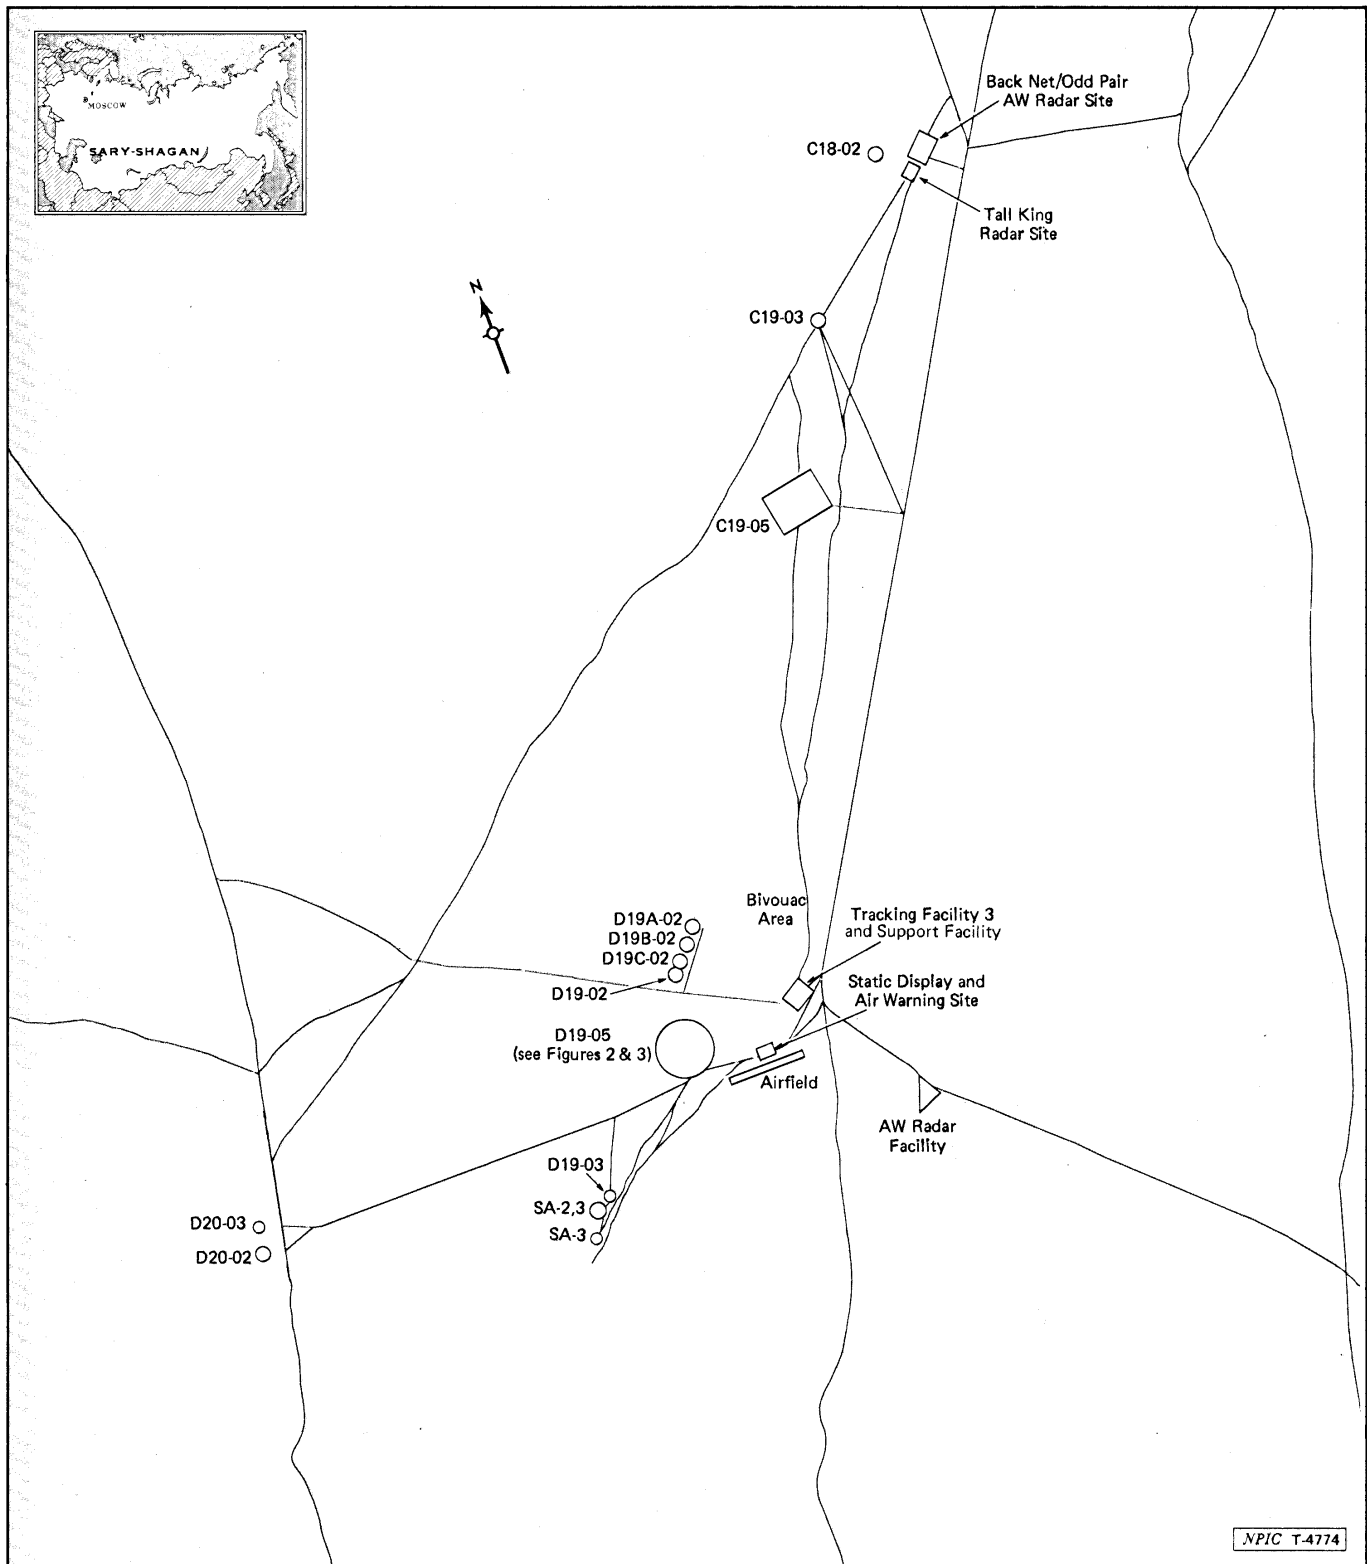 MOSCOW
SARY-SHAGAN
Back Net/Odd Pair
AW Radar Site
C18-02
Tall King
Radar Site
N
C19-03
C19-05
Bivouac
Area
Tracking Facility 3
and Support Facility
D19A-02
D19B-02
D19C-02
D19-02
Static Display and
Air Warning Site
D19-05
(see Figures 2 & 3)
Airfield
AW Radar
Facility
D19-03
SA-2,3
SA-3
D20-03
D20-02
NPIC T-4774